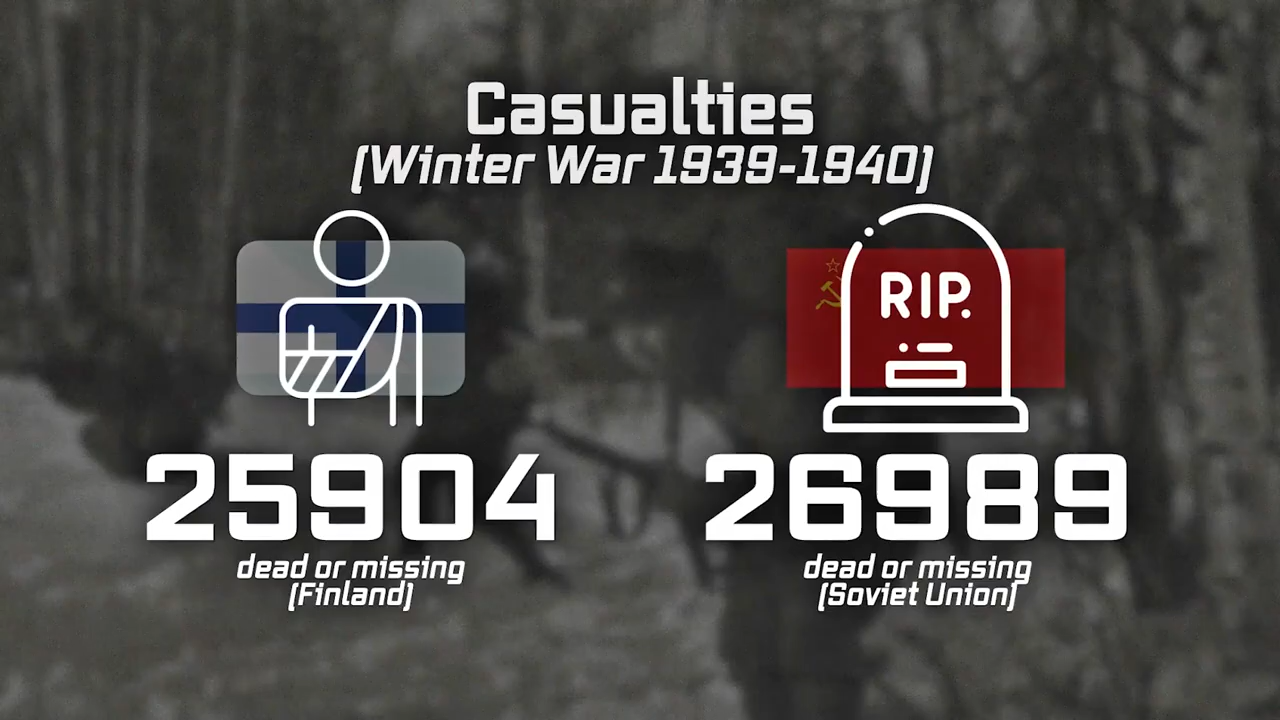 Casualties
(Winter War 1939-1940)
RIP.
25904
26989
dead or missing
(Finland)
dead or missing
(Soviet Union)